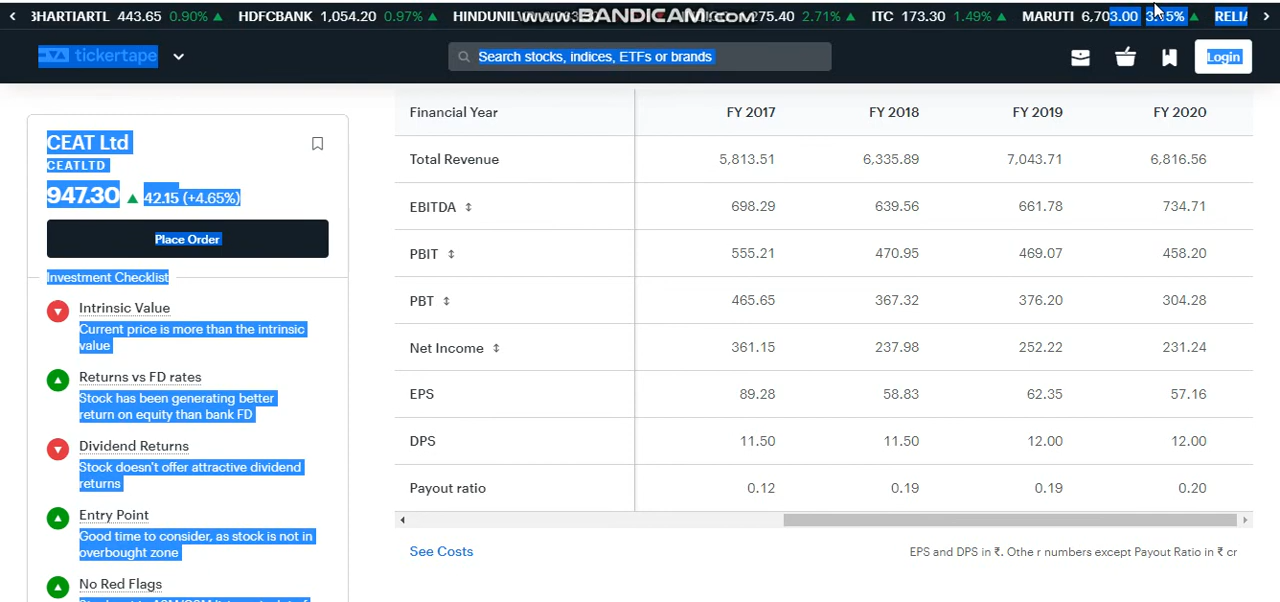 BHARTIARTL 443.65 0.90% HDFCBANK 1,054.20 0.97% 275.40 2.71% ITC 173.30 1.49% MARUTI 6,703.00 3.55%
www.BANDICAM.com
tickertape Search stocks, indices, ETFs or brands Login
CEAT Ltd
CEATLTD
947.30 42.15 (+4.65%)
Place Order
Investment Checklist
Intrinsic Value
Current price is more than the intrinsic
value
Returns vs FD rates
Stock has been generating better
return on equity than bank FD
Dividend Returns
Stock doesn't offer attractive dividend
returns
Entry Point
Good time to consider, as stock is not in
overbought zone
No Red Flags
Financial Year FY 2017 FY 2018 FY 2019 FY 2020
Total Revenue 5,813.51 6,335.89 7,043.71 6,816.56
EBITDA 698.29 639.56 661.78 734.71
PBIT 555.21 470.95 469.07 458.20
PBT 465.65 367.32 376.20 304.28
Net Income 361.15 237.98 252.22 231.24
EPS 89.28 58.83 62.35 57.16
DPS 11.50 11.50 12.00 12.00
Payout ratio 0.12 0.19 0.19 0.20
See Costs EPS and DPS in ₹. Othe r numbers except Payout Ratio in ₹ cr